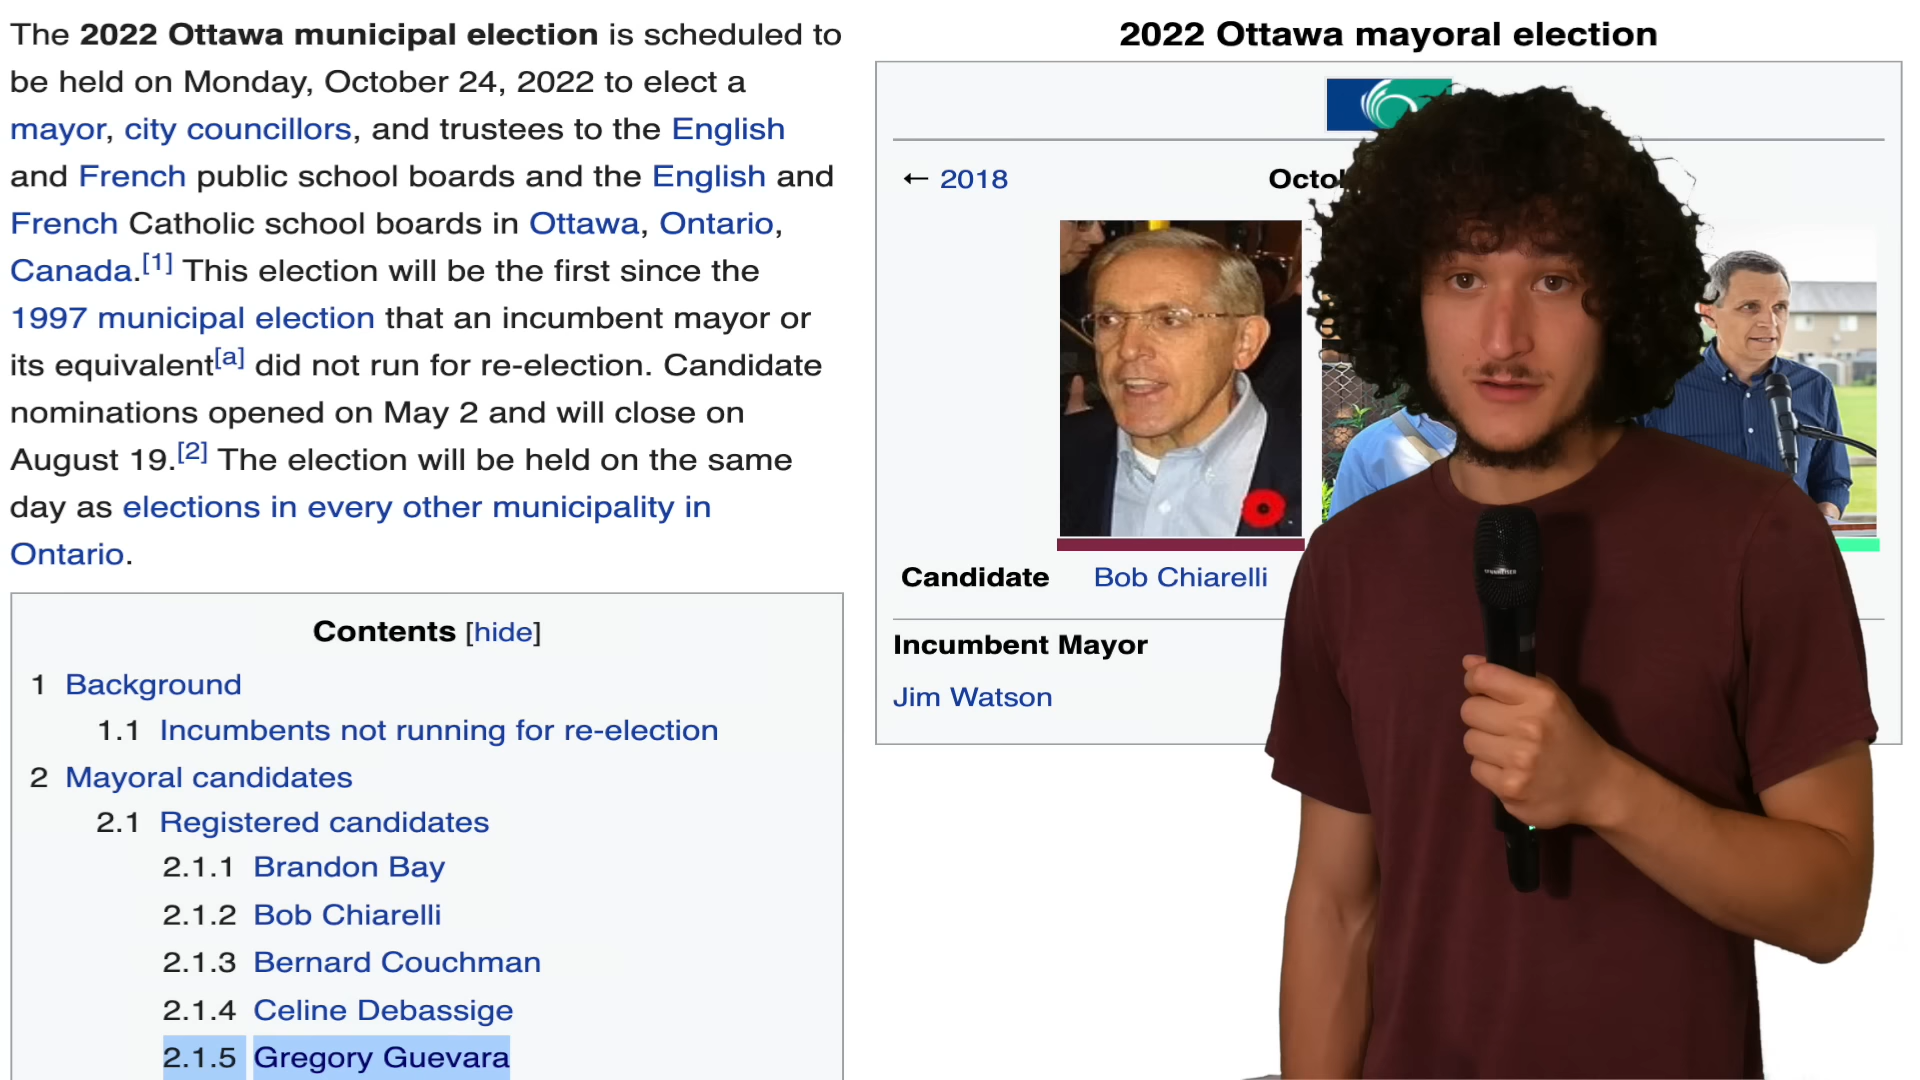 The 2022 Ottawa municipal election is scheduled to
be held on Monday, October 24, 2022 to elect a
mayor, city councillors, and trustees to the English
and French public school boards and the English and
French Catholic school boards in Ottawa, Ontario,
Canada.[1] This election will be the first since the
1997 municipal election that an incumbent mayor or
its equivalent[a] did not run for re-election. Candidate
nominations opened on May 2 and will close on
August 19.[2] The election will be held on the same
day as elections in every other municipality in
Ontario.
Contents [hide]
1 Background
1.1 Incumbents not running for re-election
2 Mayoral candidates
2.1 Registered candidates
2.1.1 Brandon Bay
2.1.2 Bob Chiarelli
2.1.3 Bernard Couchman
2.1.4 Celine Debassige
2.1.5 Gregory Guevara
2022 Ottawa mayoral election
← 2018
Candidate Bob Chiarelli
Incumbent Mayor
Jim Watson